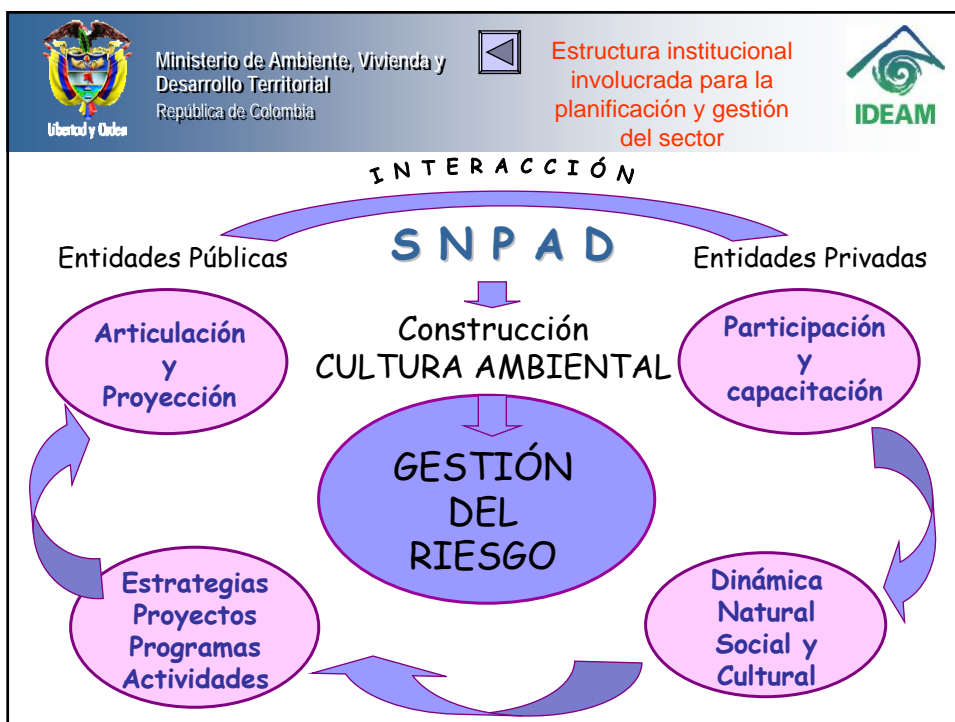 Libertad y Orden
Ministerio de Ambiente, Vivienda y
Desarrollo Territorial
República de Colombia
Estructura institucional
involucrada para la
planificación y gestión
del sector
IDEAM
INTERACCIÓN
Entidades Públicas
S N P A D
Entidades Privadas
Articulación
y
Proyección
Construcción
CULTURA AMBIENTAL
Participación
y
capacitación
GESTIÓN
DEL
RIESGO
Estrategias
Proyectos
Programas
Actividades
Dinámica
Natural
Social y
Cultural